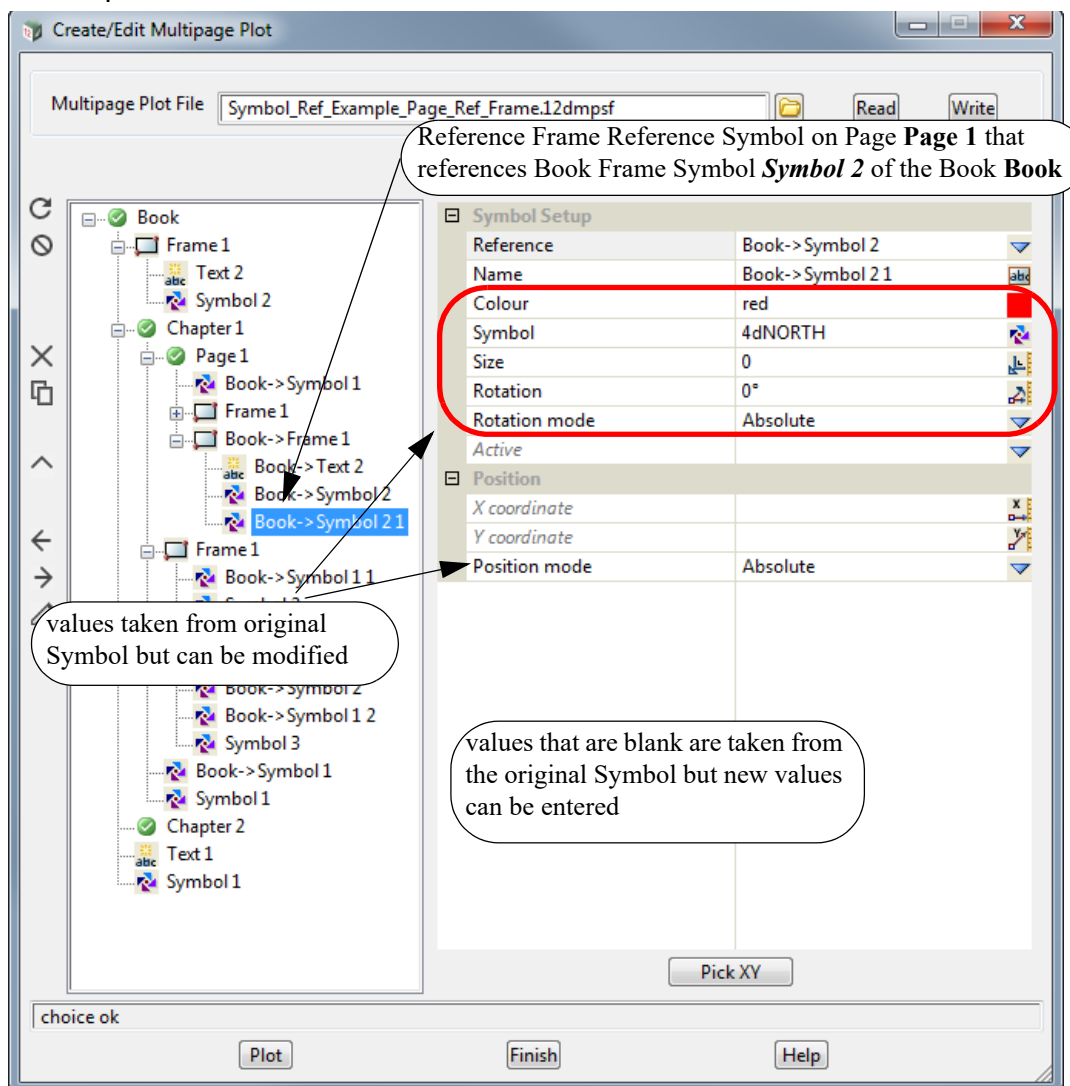 Create/Edit Multipage Plot
Multipage Plot File Symbol_Ref_Example_Page_Ref_Frame.12dmpsf Read Write
Reference Frame Reference Symbol on Page Page 1 that
references Book Frame Symbol Symbol 2 of the Book Book
Book
Frame 1
Text 2
Symbol 2
Chapter 1
Page 1
Book->Symbol 1
Frame 1
Book->Frame 1
Book->Text 2
Book->Symbol 2
Book->Symbol 2 1
Frame 1
Book->Symbol 1 1
values taken from original
Symbol but can be modified
Book->Symbol 2
Book->Symbol 1 2
Symbol 3
Book->Symbol 1
Symbol 1
Chapter 2
Text 1
Symbol 1
Symbol Setup
Reference Book->Symbol 2
Name Book->Symbol 2 1
Colour red
Symbol 4dNORTH
Size 0
Rotation 0°
Rotation mode Absolute
Active
Position
X coordinate
Y coordinate
Position mode Absolute
values that are blank are taken from
the original Symbol but new values
can be entered
Pick XY
choice ok
Plot Finish Help